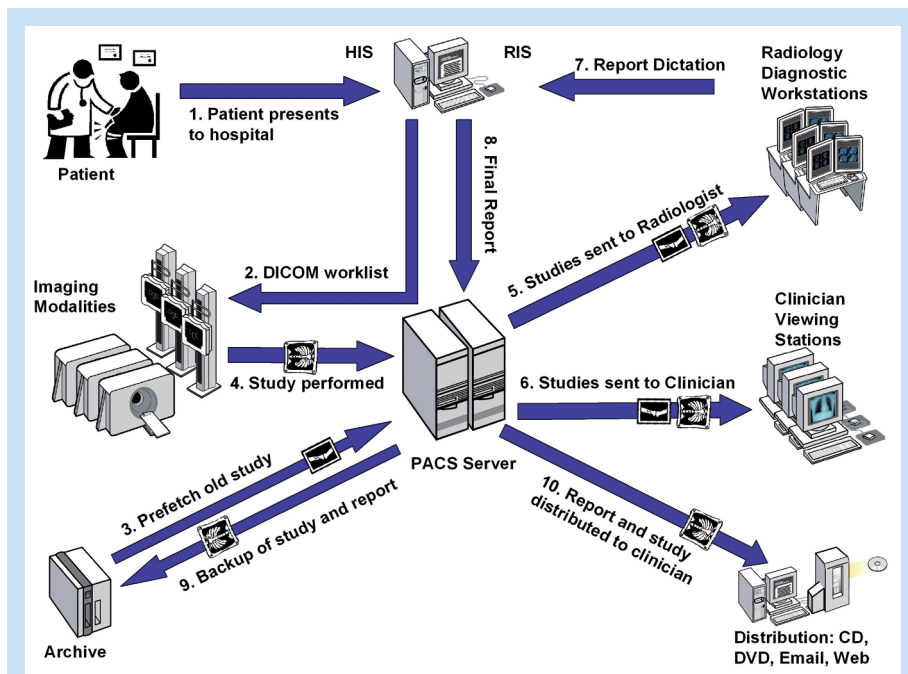 HIS
RIS
7. Report Dictation
Radiology
Diagnostic
Workstations
1. Patient presents
to hospital
Patient
8. Final Report
5. Studies sent to Radiologist
2. DICOM worklist
Imaging
Modalities
Clinician
Viewing
Stations
4. Study performed
6. Studies sent to Clinician
PACS Server
3. Prefetch old study
9. Backup of study and report
10. Report and study
distributed to clinician
Archive
Distribution: CD,
DVD, Email, Web